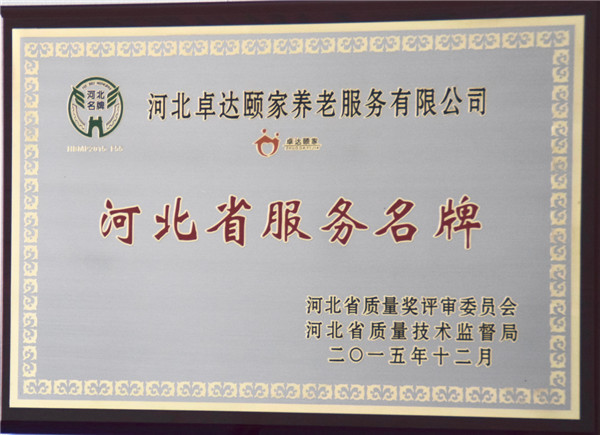 河北
名牌
河北卓达颐家养老服务有限公司
卓达颐家
河北省服务名牌
河北省质量奖评审委员会
河北省质量技术监督局
二〇一五年十二月